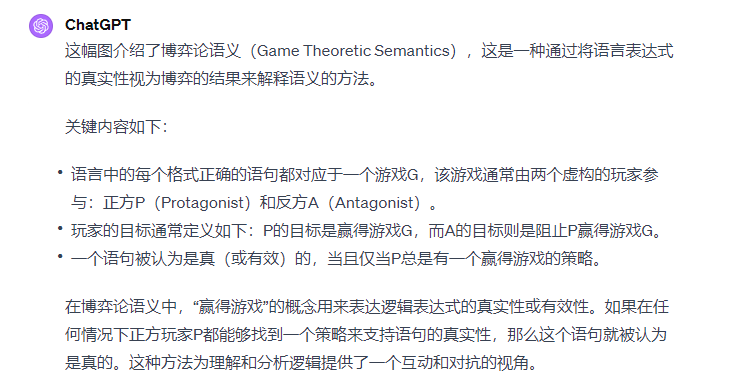 ChatGPT
这幅图介绍了博弈论语义（Game Theoretic Semantics），这是一种通过将语言表达式
的真实性视为博弈的结果来解释语义的方法。
关键内容如下：
• 语言中的每个格式正确的语句都对应于一个游戏G，该游戏通常由两个虚构的玩家参
与：正方P（Protagonist）和反方A（Antagonist）。
• 玩家的目标通常定义如下：P的目标是赢得游戏G，而A的目标则是阻止P赢得游戏G。
• 一个语句被认为是真（或有效）的，当且仅当P总是有一个赢得游戏的策略。
在博弈论语义中，“赢得游戏”的概念用来表达逻辑表达式的真实性或有效性。如果在任
何情况下正方玩家P都能够找到一个策略来支持语句的真实性，那么这个语句就被认为
是真的。这种方法为理解和分析逻辑提供了一个互动和对抗的视角。